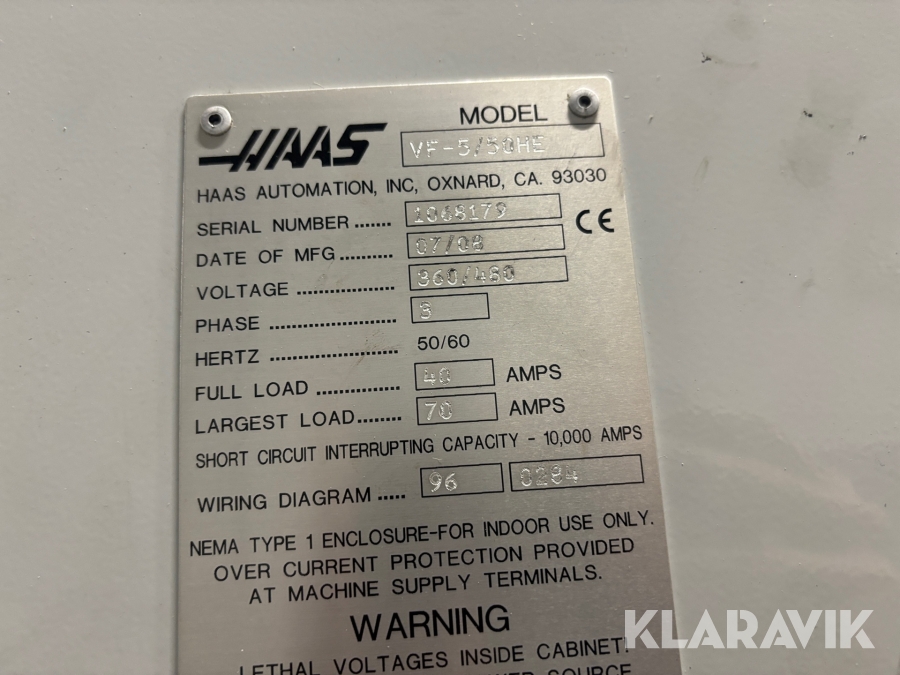 MODEL
HAAS VF-5/50HE
HAAS AUTOMATION, INC, OXNARD, CA. 93030
SERIAL NUMBER ...... 1068179 CE
DATE OF MFG ........... 07/08
VOLTAGE ................. 360/480
PHASE ..................... 3
HERTZ ..................... 50/60
FULL LOAD .............. 40 AMPS
LARGEST LOAD........ 70 AMPS
SHORT CIRCUIT INTERRUPTING CAPACITY - 10,000 AMPS
WIRING DIAGRAM ..... 96 0284
NEMA TYPE 1 ENCLOSURE-FOR INDOOR USE ONLY.
OVER CURRENT PROTECTION PROVIDED
AT MACHINE SUPPLY TERMINALS.
WARNING
LETHAL VOLTAGES INSIDE CABINET!
SOURCE
KLARAVIK